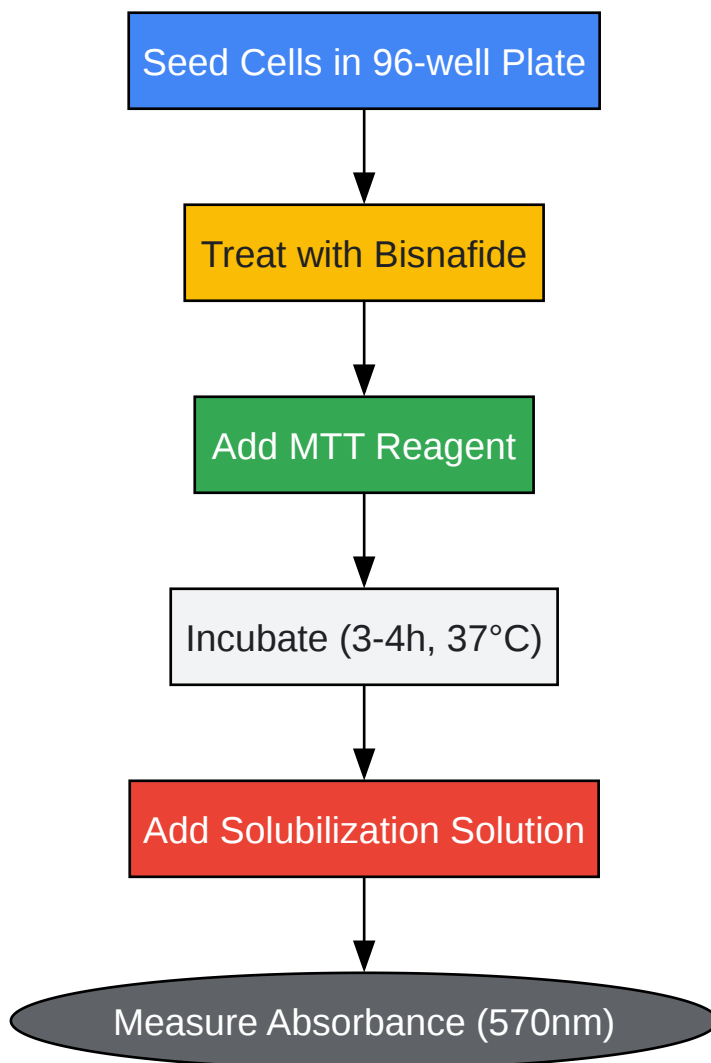 Seed Cells in 96-well Plate
Treat with Bisnafide
Add MTT Reagent
Incubate (3-4h, 37°C)
Add Solubilization Solution
Measure Absorbance (570nm)